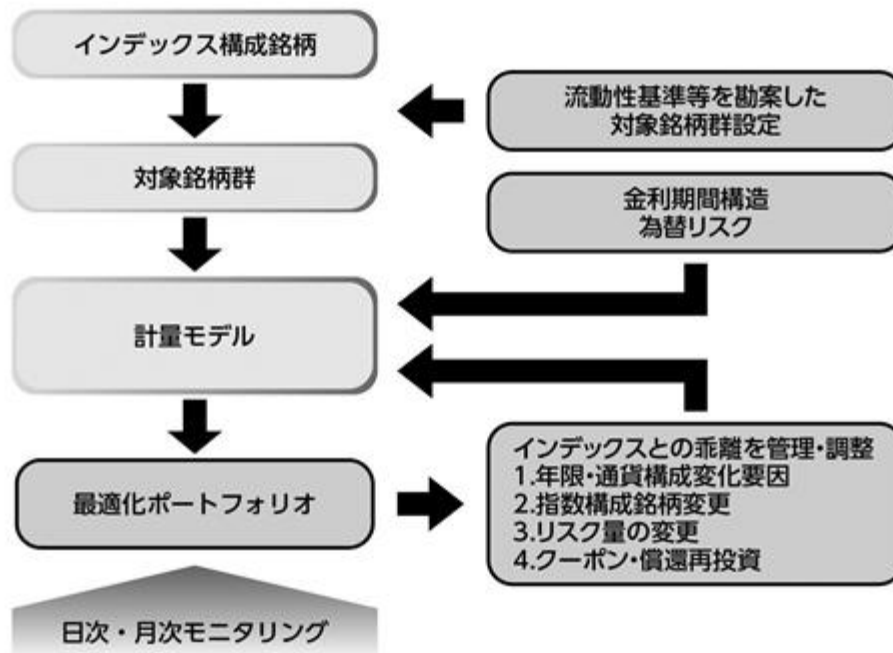 インデックス構成銘柄
流動性基準等を勘案した
対象銘柄群設定
対象銘柄群
金利期間構造
為替リスク
計量モデル
最適化ポートフォリオ
インデックスとの乖離を管理・調整
1.年限・通貨構成変化要因
2.指数構成銘柄変更
3.リスク量の変更
4.クーポン・償還再投資
日次・月次モニタリング